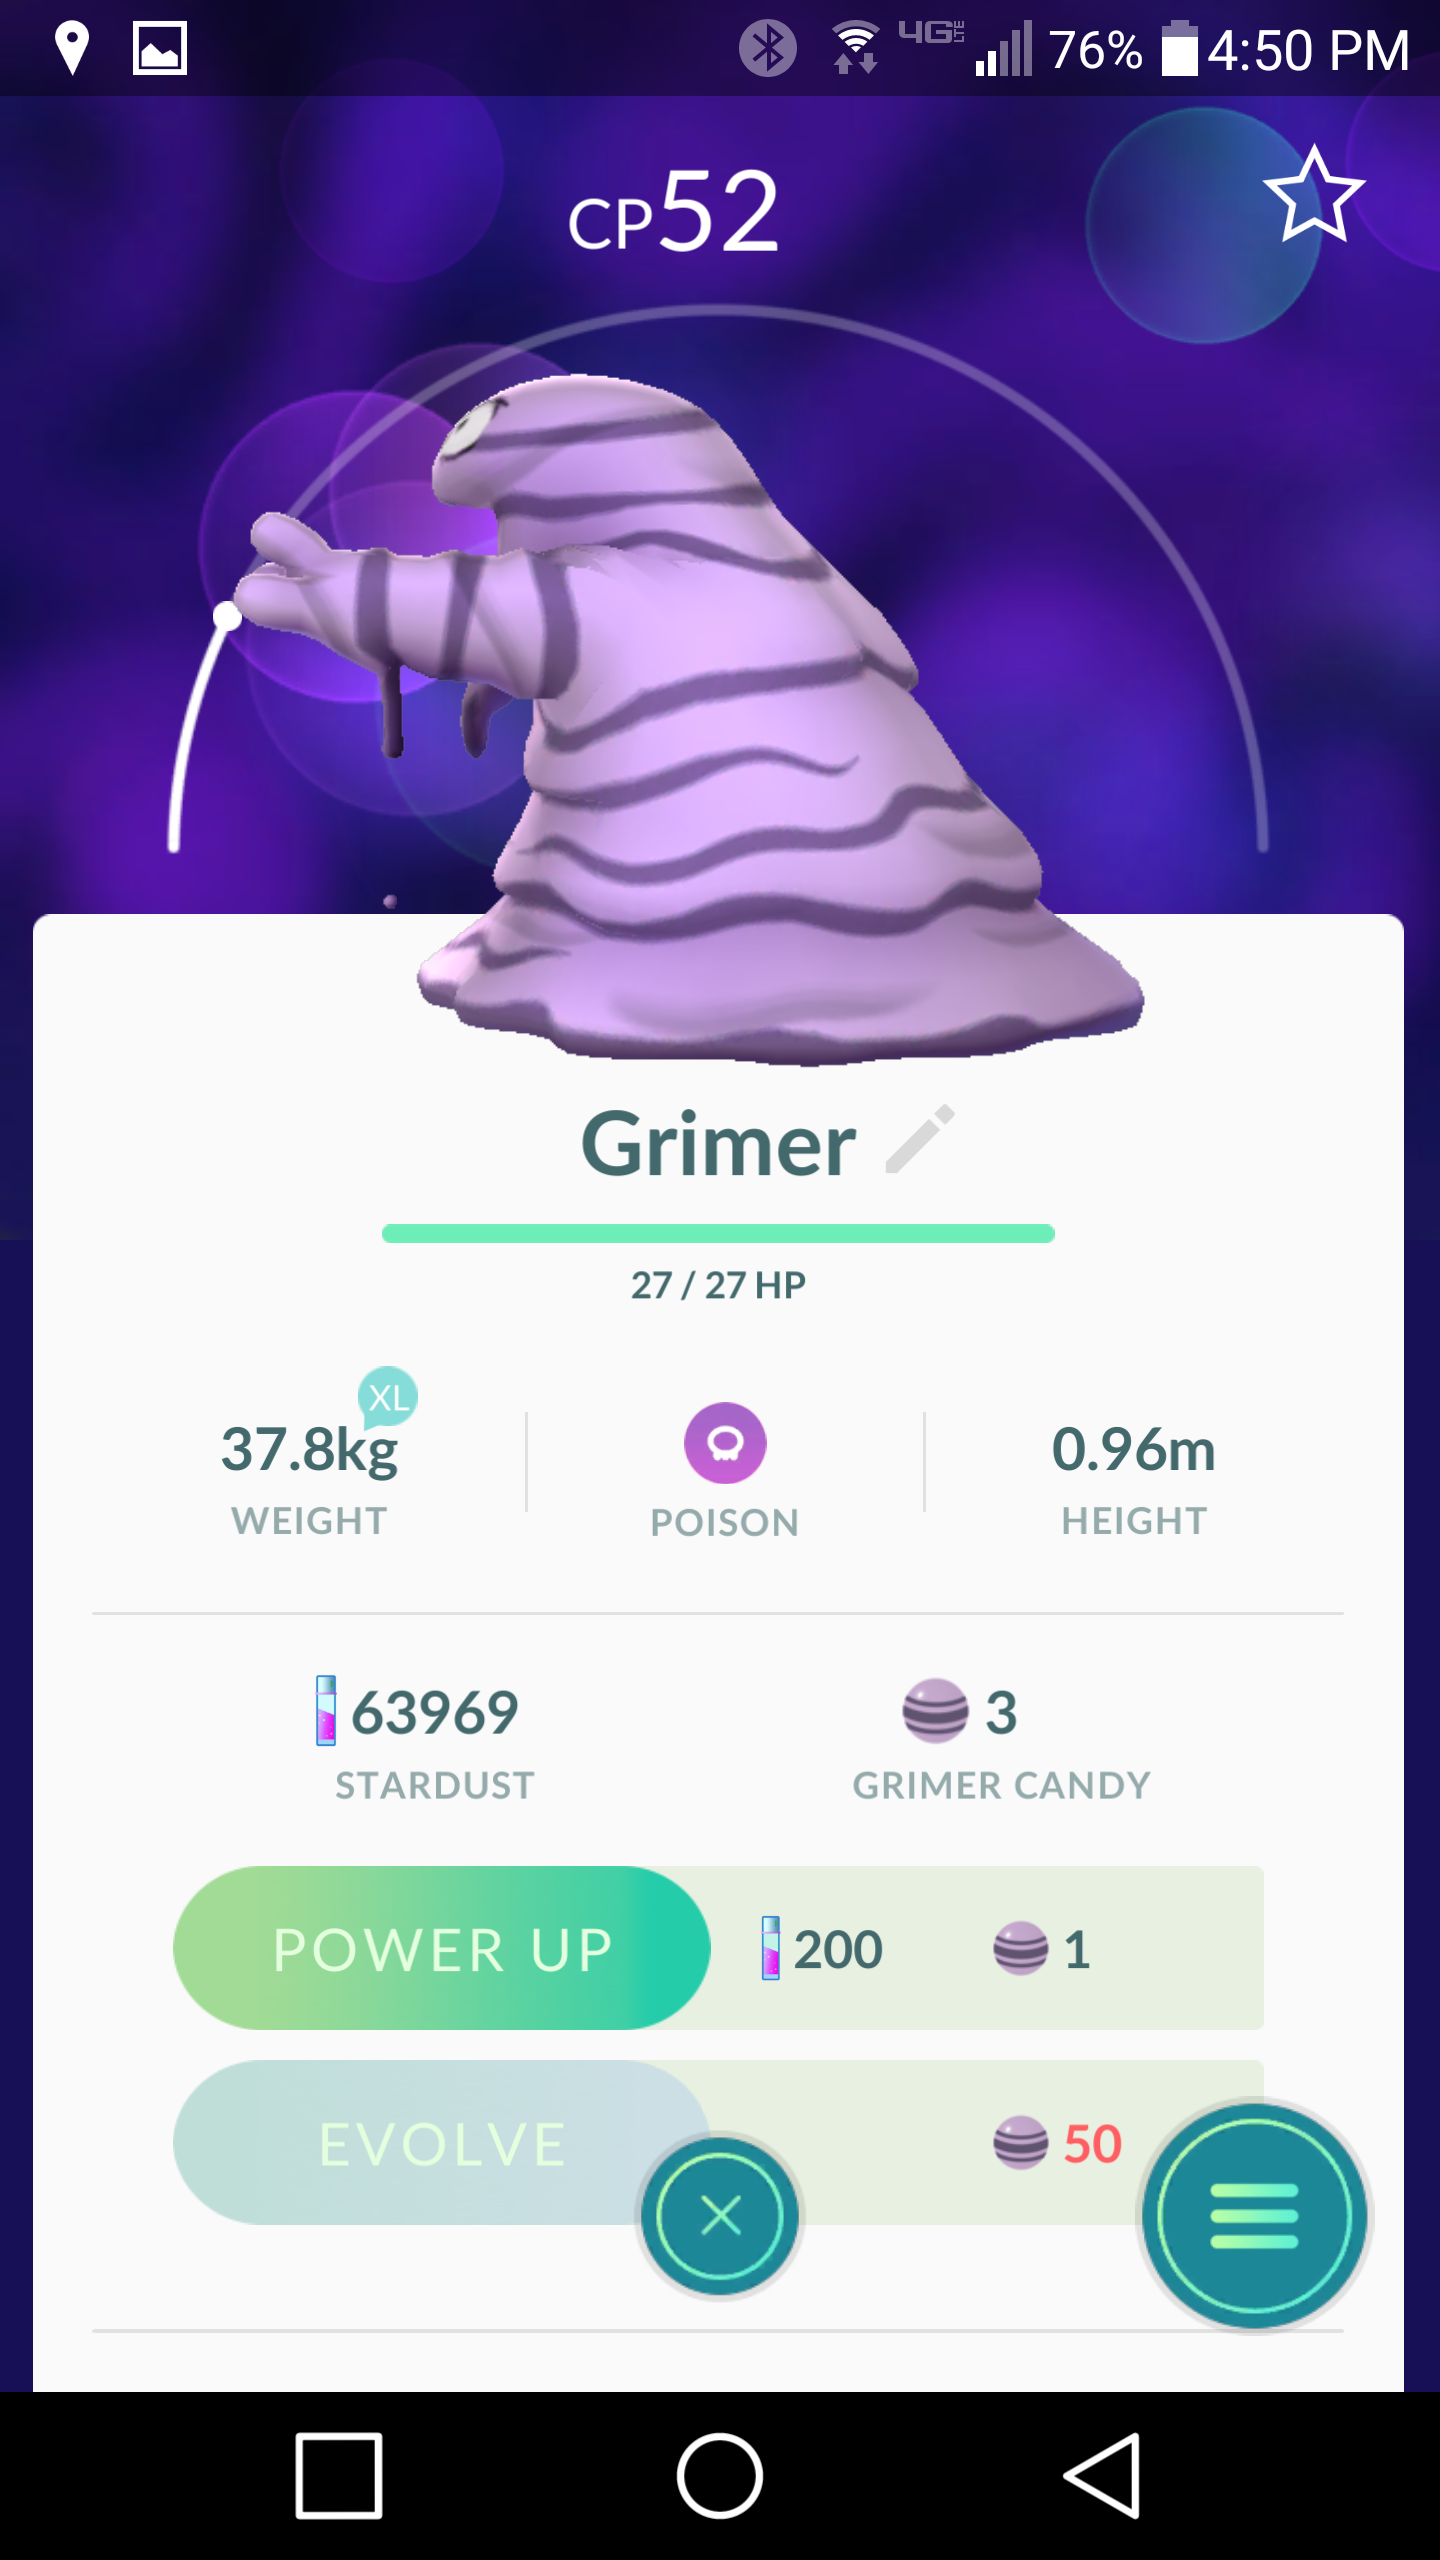 4G LTE 76% 4:50 PM
CP52
Grimer
27 / 27 HP
XL
37.8kg
WEIGHT
POISON
0.96m
HEIGHT
63969
STARDUST
3
GRIMER CANDY
POWER UP 200 1
EVOLVE 50